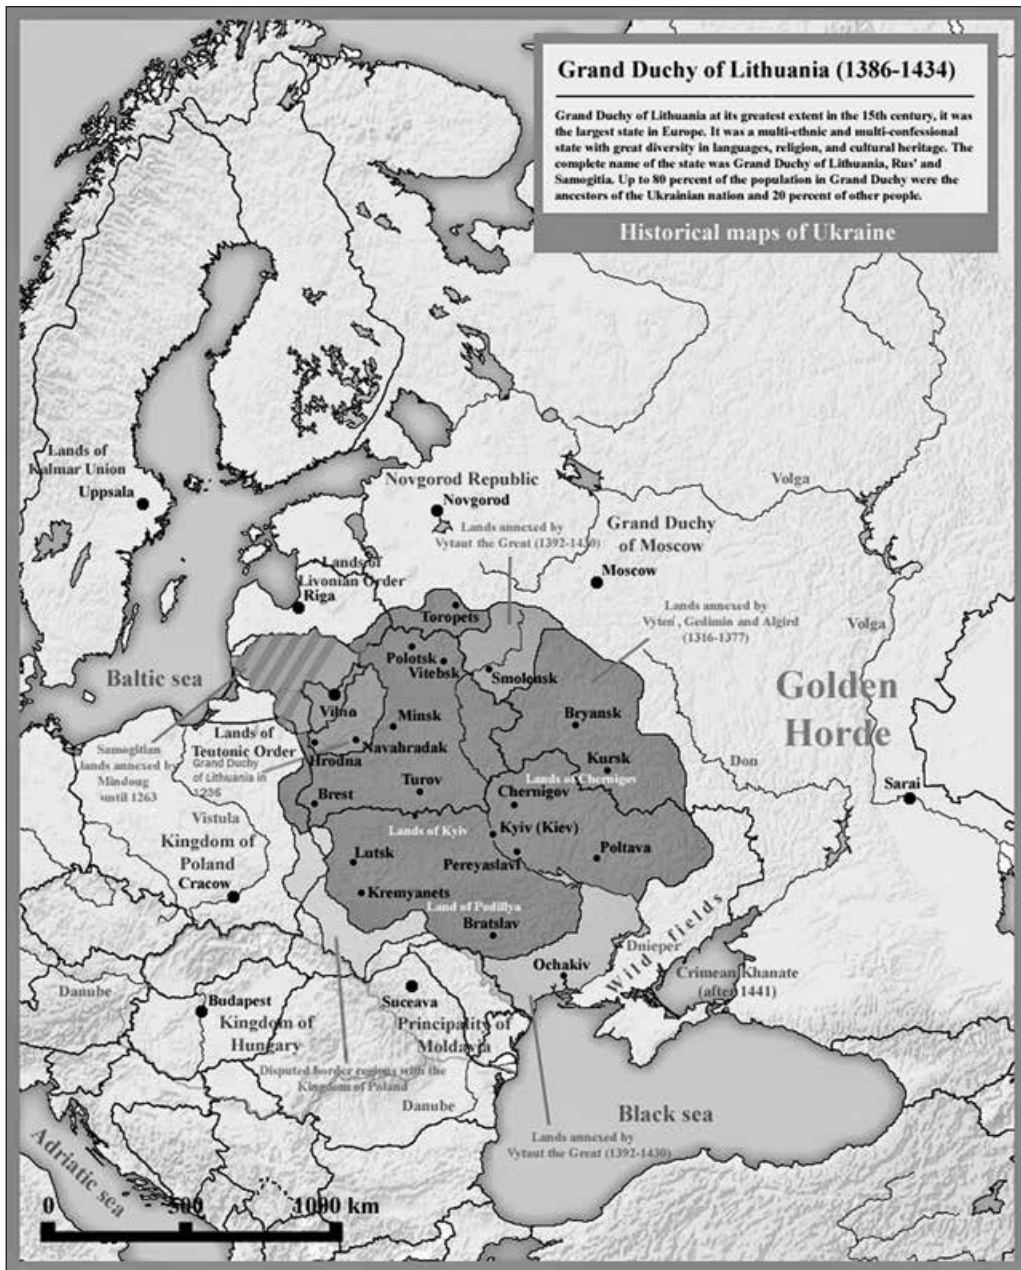 Grand Duchy of Lithuania (1386-1434)
Grand Duchy of Lithuania at its greatest extent in the 15th century, it was
the largest state in Europe. It was a multi-ethnic and multi-confessional
state with great diversity in languages, religion, and cultural heritage. The
complete name of the state was Grand Duchy of Lithuania, Rus' and
Samogitia. Up to 80 percent of the population in Grand Duchy were the
ancestors of the Ukrainian nation and 20 percent of other people.
Historical maps of Ukraine
Lands of
Kalmar Union
Uppsala
Novgorod Republic
Novgorod
Volga
Lands annexed by
Vytaut the Great (1392-1430)
Grand Duchy
of Moscow
Moscow
Lands of
Livonian Order
Riga
Toropets
Lands annexed by
Vyten', Gedimin and Algird
(1316-1377)
Volga
Polotsk
Vitebsk
Smolensk
Baltic sea
Golden
Horde
Vilna
Minsk
Bryansk
Lands of
Teutonic Order
Navahradak
Hrodna
Samogitian
lands annexed by
Mindoug
until 1263
Grand Duchy
of Lithuania in
1236
Kursk
Don
Lands of Chernigov
Turov
Chernigov
Sarai
Brest
Vistula
Lands of Kyiv
Kyiv (Kiev)
Kingdom of
Poland
Lutsk
Pereyaslavl
Poltava
Cracow
Kremyanets
Land of Podillya
Bratslav
Wild fields
Dnieper
Ochakiv
Crimean Khanate
(after 1441)
Danube
Budapest
Suceava
Kingdom of
Hungary
Principality of
Moldavia
Disputed border regions with the
Kingdom of Poland
Danube
Black sea
Lands annexed by
Vytaut the Great (1392-1430)
Adriatic sea
0 500 1000 km